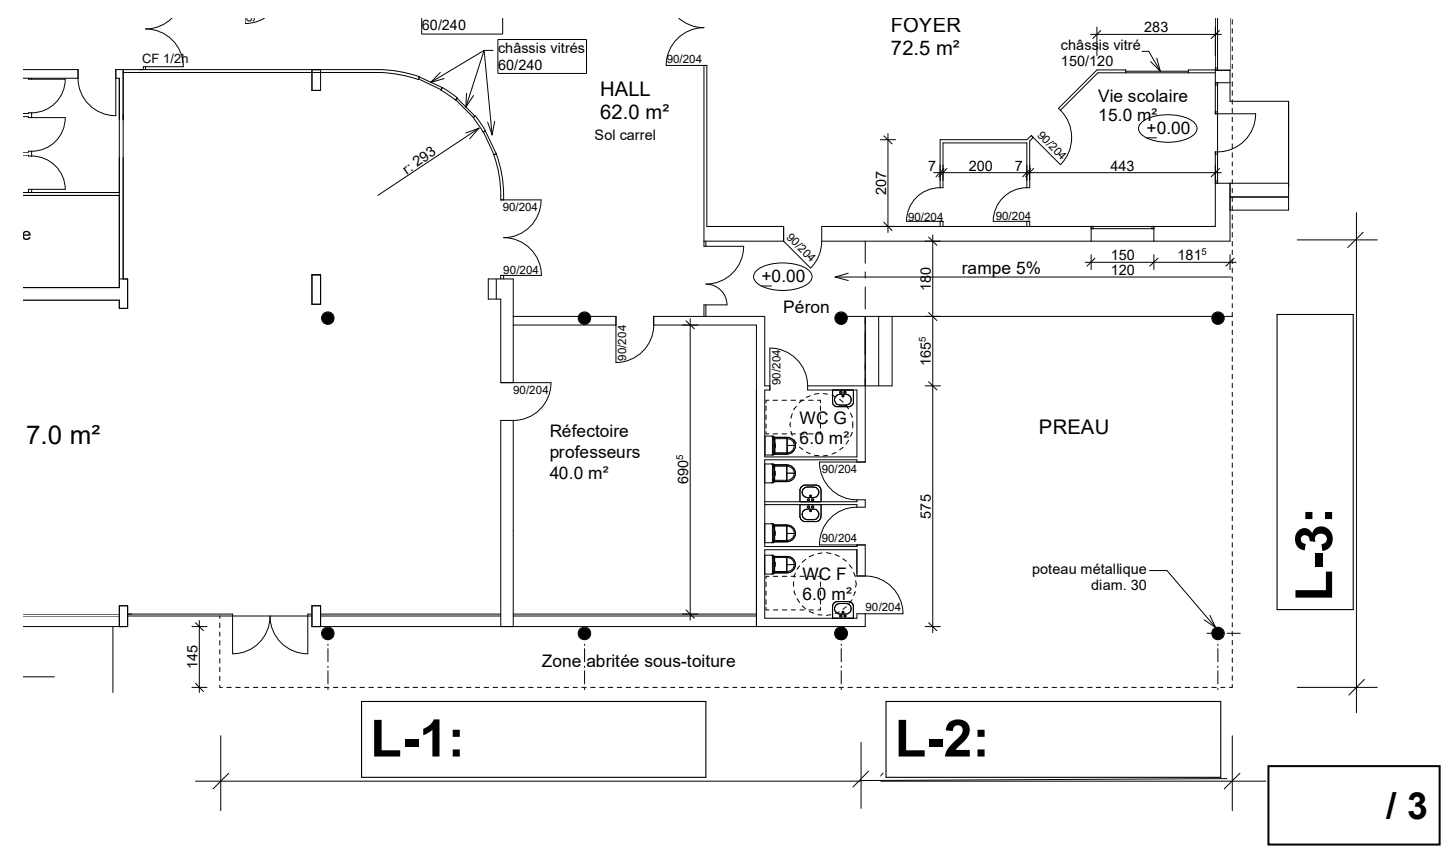 60/240
FOYER
72.5 m²
283
CF 1/2h
châssis vitrés
60/240
90/204
châssis vitré
150/120
HALL
62.0 m²
Sol carrel
Vie scolaire
15.0 m²
+0.00
r: 293
90/204
207
7
200
7
443
90/204
90/204
90/204
e
90/204
90/204
150
120
181⁵
+0.00
rampe 5%
180
Péron
90/204
90/204
165⁵
90/204
7.0 m²
Réfectoire
professeurs
40.0 m²
690⁵
WC G
6.0 m²
PREAU
90/204
575
90/204
L-3:
WC F
6.0 m²
90/204
poteau métallique
diam. 30
145
Zone abritée sous-toiture
L-1:
L-2:
/ 3